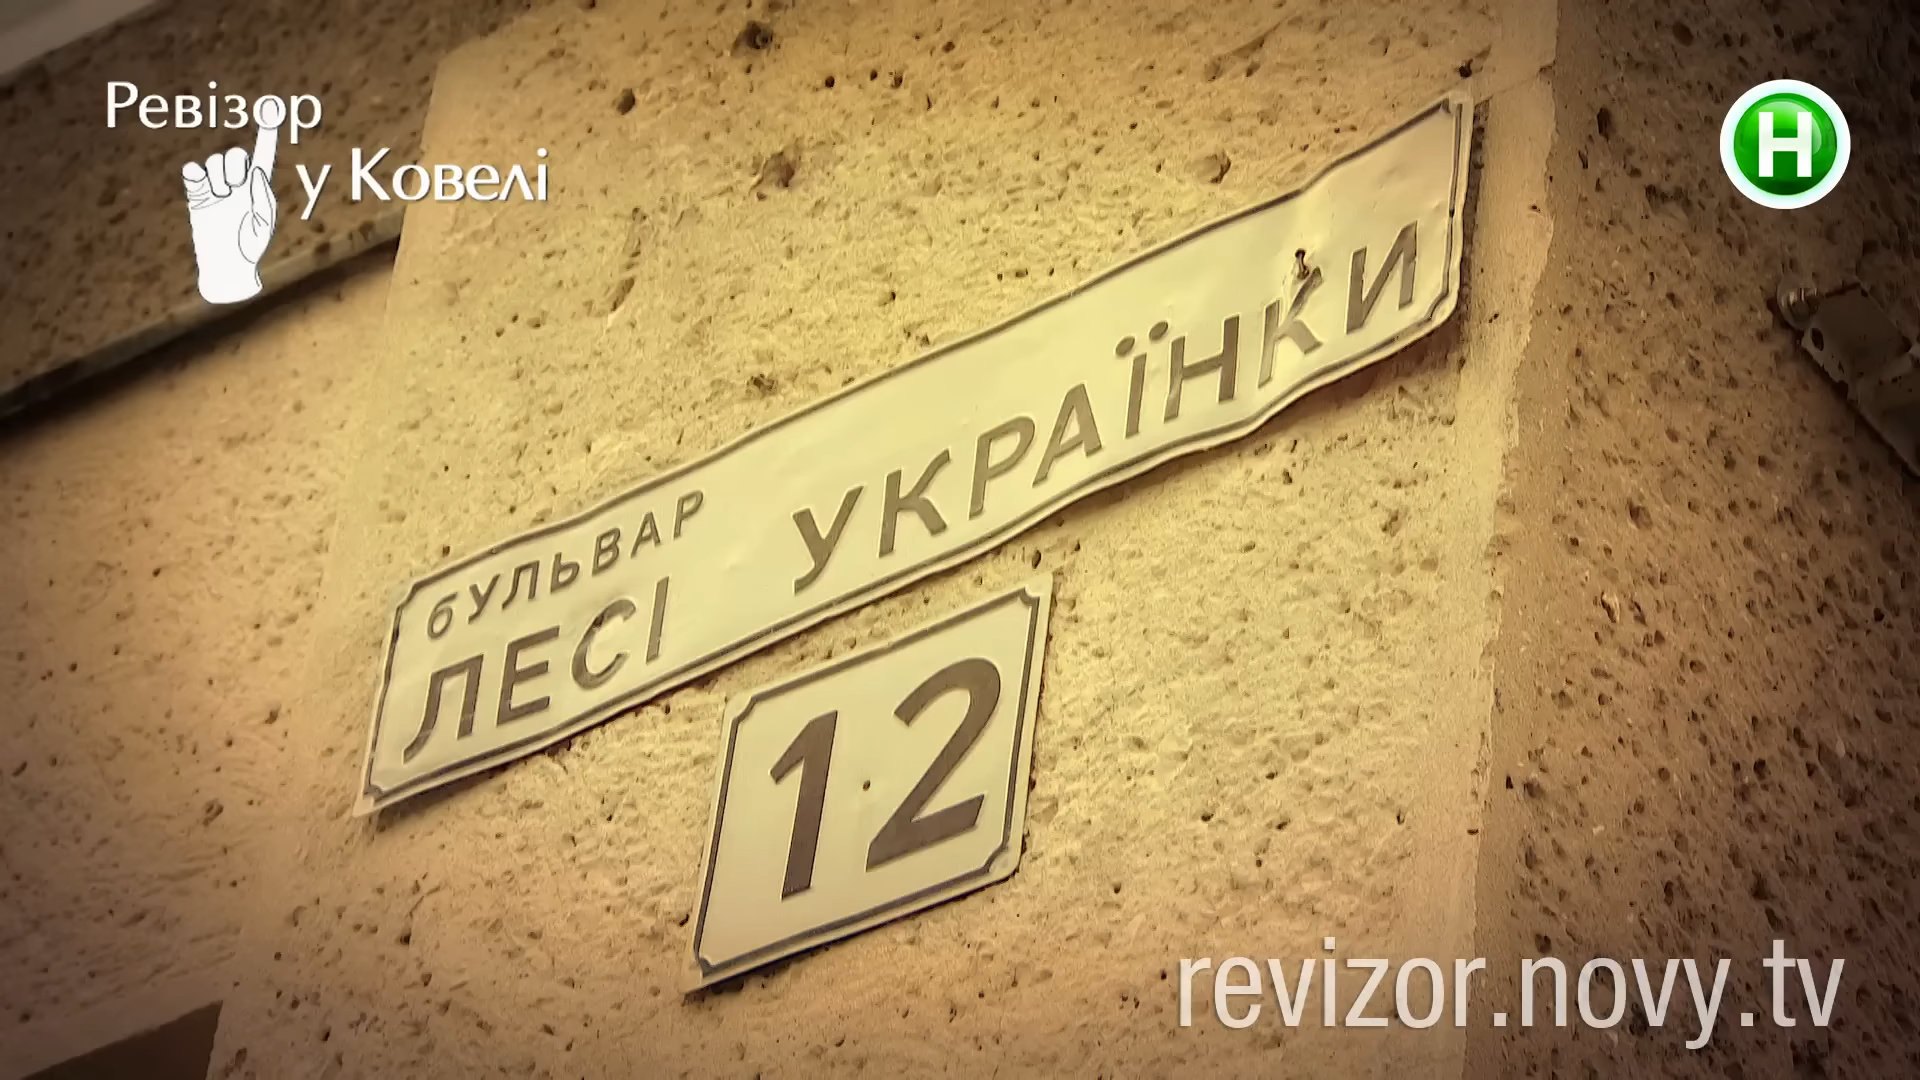 Ревізор
у Ковелі
Н
бУЛЬВАР
ЛЕСІ УКРАЇНКИ
12
revizor.novy.tv